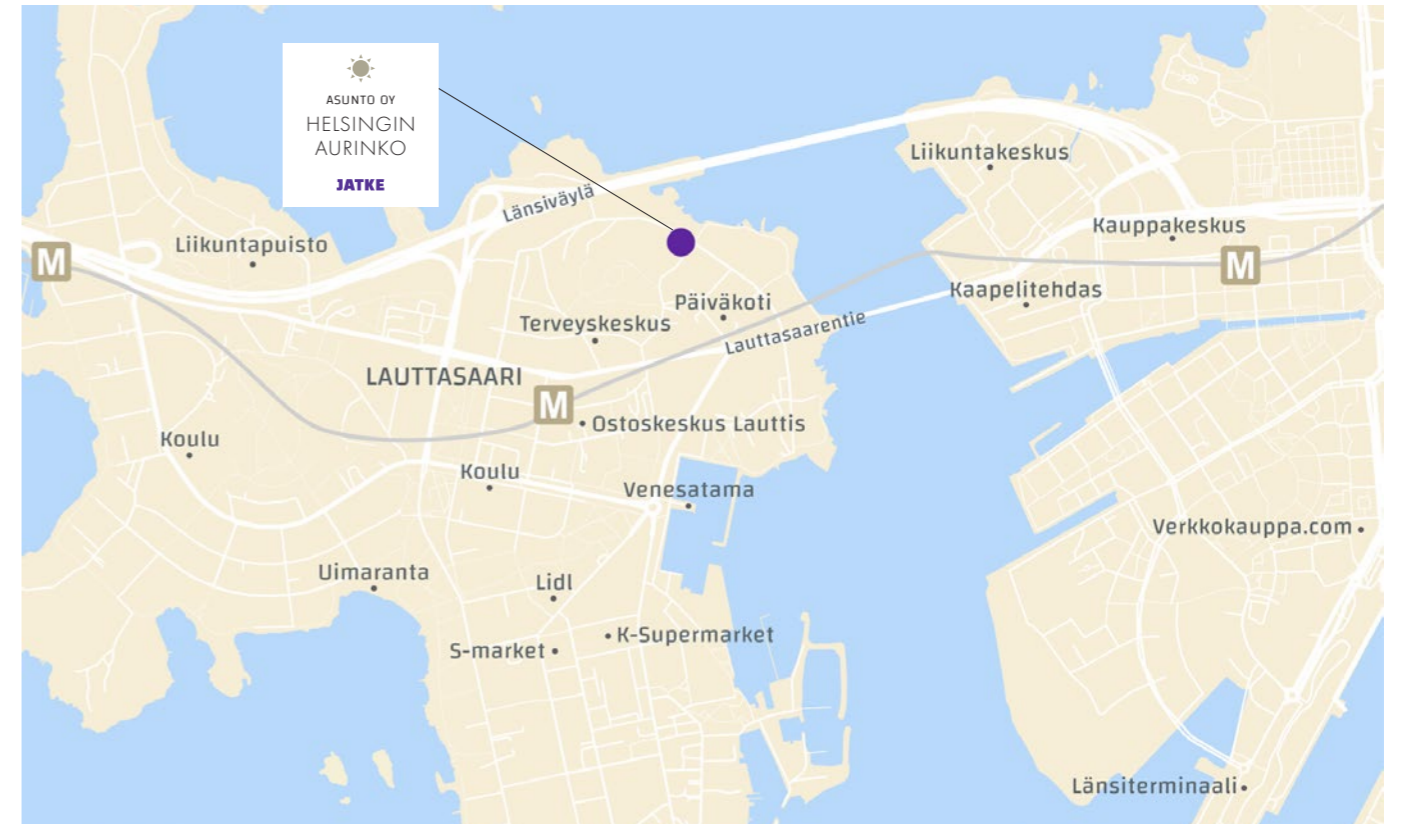 ASUNTO OY
HELSINGIN
AURINKO
JATKE
Länsiväylä
Liikuntakeskus
Kauppakeskus
Liikuntapuisto
M
M
Kaapelitehdas
Päiväkoti
Terveyskeskus
Lauttasaarentie
LAUTTASAARI
M
Ostoskeskus Lauttis
Koulu
Koulu
Venesatama
Verkkokauppa.com
Uimaranta
Lidl
K-Supermarket
S-market
Länsiterminaali